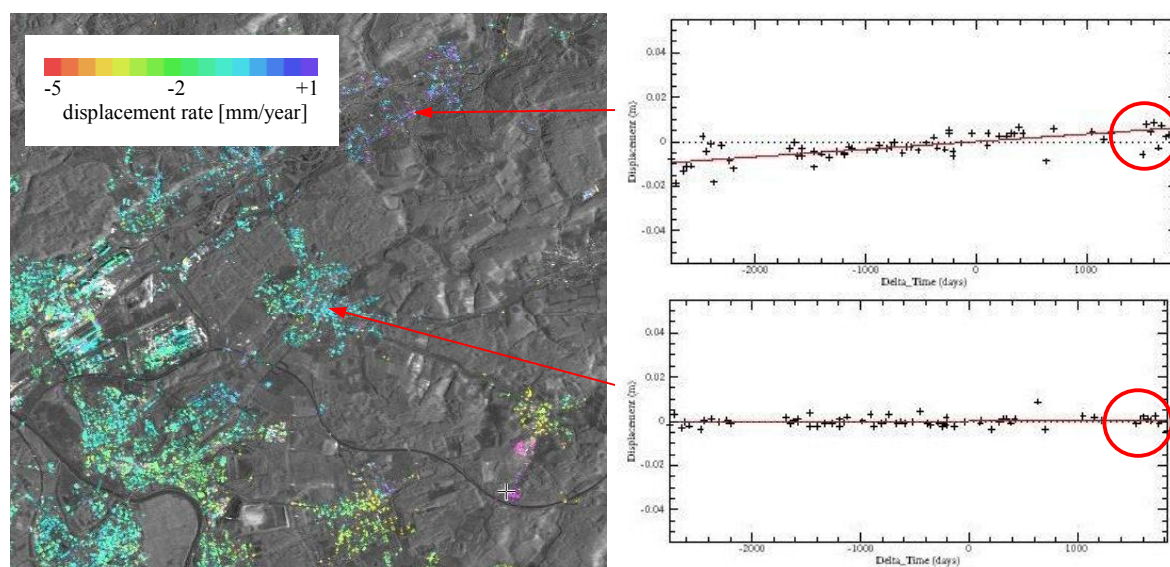 -5 -2 +1
displacement rate [mm/year]
0.04
0.02
0
-0.02
-0.04
Displacement (m)
-2000 -1000 0 1000
Delta_Time (days)
0.04
0.02
0
-0.02
-0.04
Displacement (m)
-2000 -1000 0 1000
Delta_Time (days)